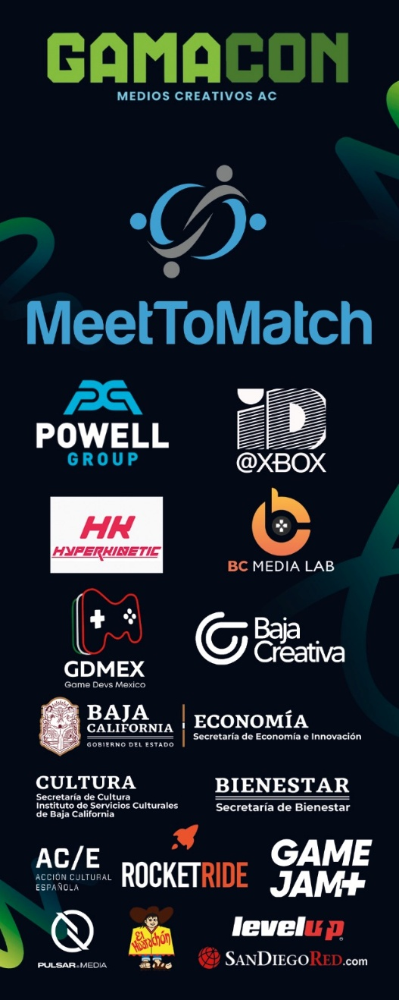 GAMACON
MEDIOS CREATIVOS AC
MeetToMatch
POWELL
GROUP
iD
@XBOX
HK
HYPERKINETIC
BC MEDIA LAB
GDMEX
Game Devs Mexico
Baja
Creativa
BAJA
CALIFORNIA
GOBIERNO DEL ESTADO
ECONOMÍA
Secretaría de Economía e Innovación
CULTURA
Secretaría de Cultura
Instituto de Servicios Culturales
de Baja California
BIENESTAR
Secretaría de Bienestar
AC/E
ACCIÓN CULTURAL
ESPAÑOLA
ROCKETRIDE
GAME
JAM+
PULSAR.MEDIA
El
Huarachón
levelup
SANDIEGORED.com